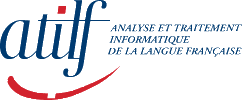 atilf
ANALYSE ET TRAITEMENT
INFORMATIQUE
DE LA LANGUE FRANÇAISE